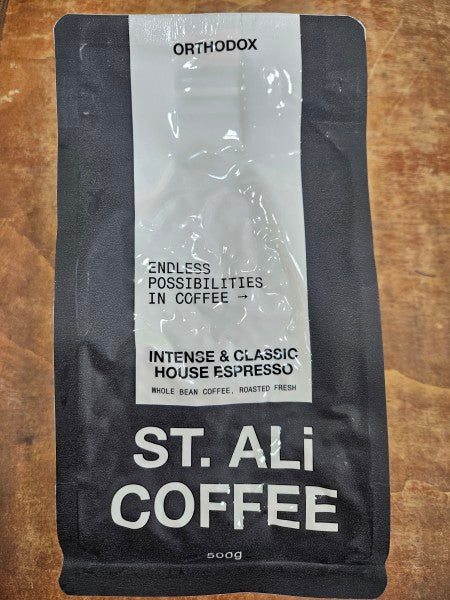 ORTHODOX
ENDLESS
POSSIBILITIES
IN COFFEE →
INTENSE & CLASSIC
HOUSE ESPRESSO
WHOLE BEAN COFFEE. ROASTED FRESH
ST. ALi
COFFEE
500g